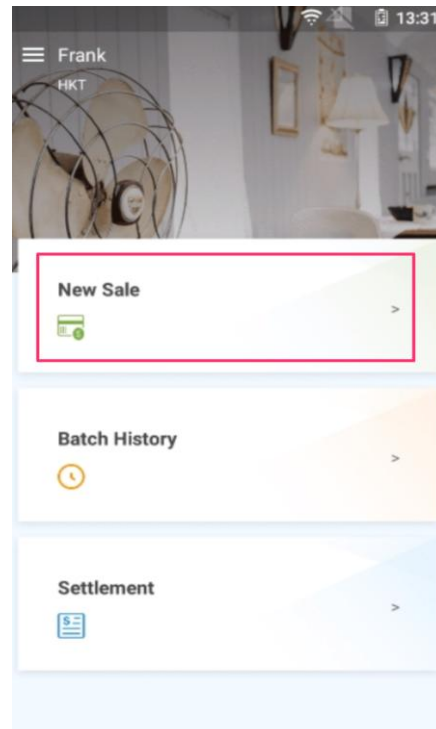 13:31
Frank
HKT
New Sale
>
Batch History
>
Settlement
>